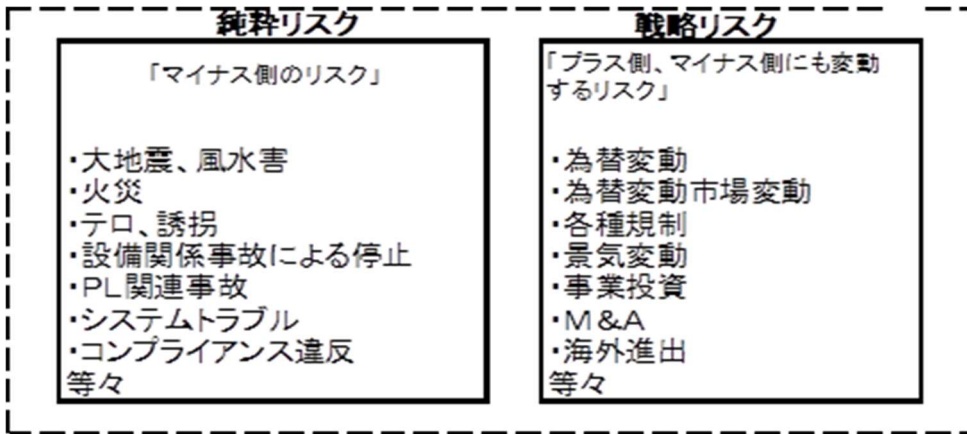 純粋リスク
「マイナス側のリスク」
・大地震、風水害
・火災
・テロ、誘拐
・設備関係事故による停止
・PL関連事故
・システムトラブル
・コンプライアンス違反
等々
戦略リスク
「プラス側、マイナス側にも変動
するリスク」
・為替変動
・為替変動市場変動
・各種規制
・景気変動
・事業投資
・M&A
・海外進出
等々